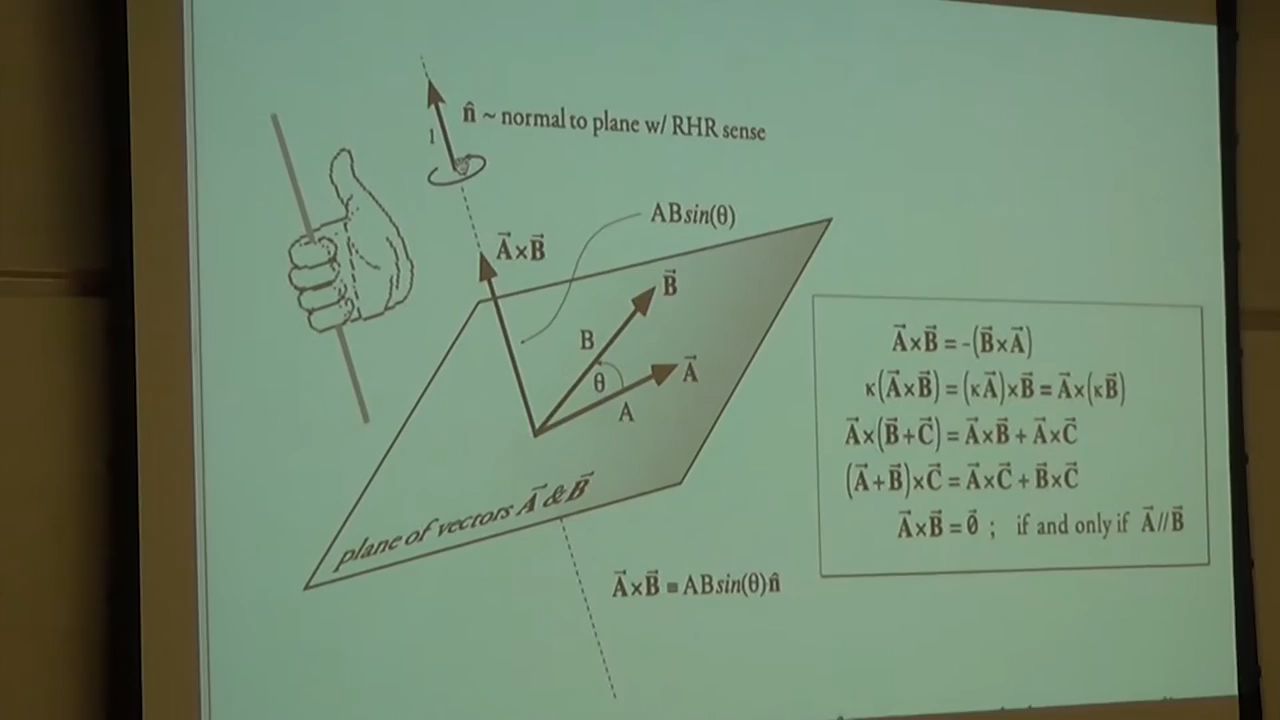 n̂ ~ normal to plane w/ RHR sense
1
ABsin(θ)
A⃗×B⃗
B⃗
B
θ
A⃗
A
plane of vectors A⃗ & B⃗
A⃗×B⃗ ≡ ABsin(θ)n̂
A⃗×B⃗ = -(B⃗×A⃗)
κ(A⃗×B⃗) = (κA⃗)×B⃗ = A⃗×(κB⃗)
A⃗×(B⃗+C⃗) = A⃗×B⃗ + A⃗×C⃗
(A⃗+B⃗)×C⃗ = A⃗×C⃗ + B⃗×C⃗
A⃗×B⃗ = 0⃗ ; if and only if A⃗//B⃗